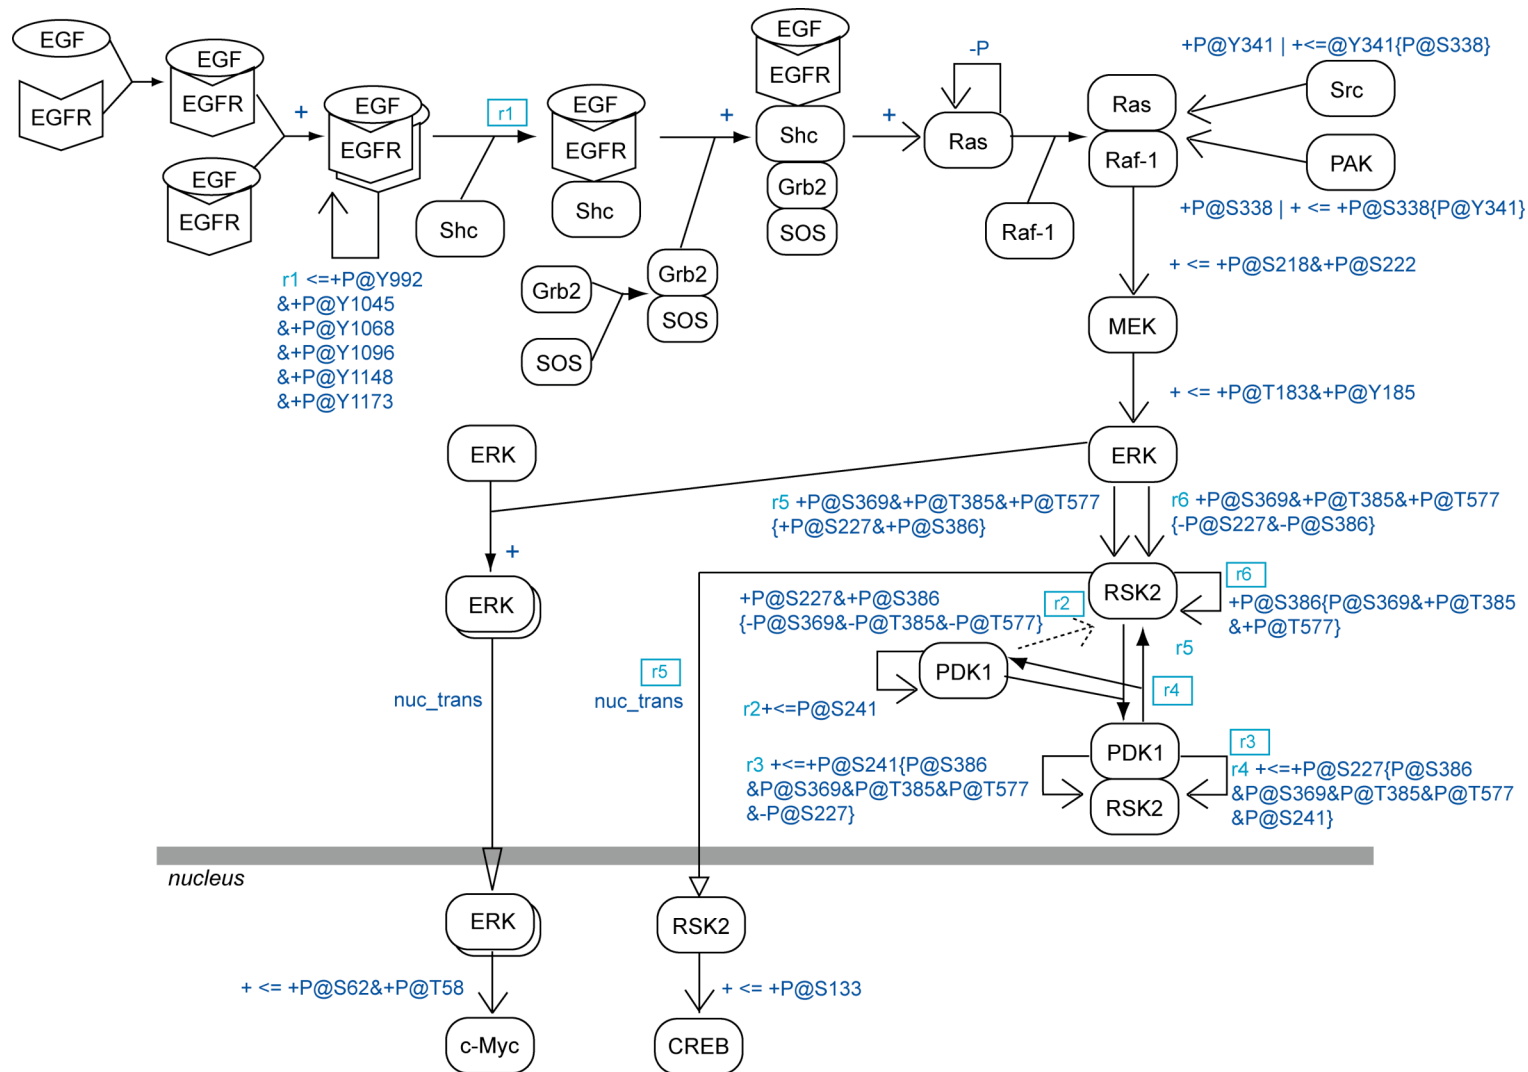 EGF
EGFR
EGF
EGFR
EGF
EGFR
+
EGF
EGFR
r1 <=+P@Y992
&+P@Y1045
&+P@Y1068
&+P@Y1096
&+P@Y1148
&+P@Y1173
r1
Shc
EGF
EGFR
Shc
Grb2
SOS
Grb2
SOS
+
EGF
EGFR
Shc
Grb2
SOS
+
-P
Ras
Raf-1
Ras
Raf-1
+P@Y341 | +<=@Y341{P@S338}
Src
PAK
+P@S338 | + <= +P@S338{P@Y341}
+ <= +P@S218&+P@S222
MEK
+ <= +P@T183&+P@Y185
ERK
ERK
+
ERK
r5 +P@S369&+P@T385&+P@T577
{+P@S227&+P@S386}
r6 +P@S369&+P@T385&+P@T577
{-P@S227&-P@S386}
RSK2
r6
+P@S386{P@S369&+P@T385
&+P@T577}
+P@S227&+P@S386
{-P@S369&-P@T385&-P@T577}
r2
r5
PDK1
r4
r2+<=P@S241
nuc_trans
r5
nuc_trans
r3 +<=+P@S241{P@S386
&P@S369&P@T385&P@T577
&-P@S227}
PDK1
RSK2
r3
r4 +<=+P@S227{P@S386
&P@S369&P@T385&P@T577
&P@S241}
nucleus
ERK
RSK2
+ <= +P@S62&+P@T58
+ <= +P@S133
c-Myc
CREB